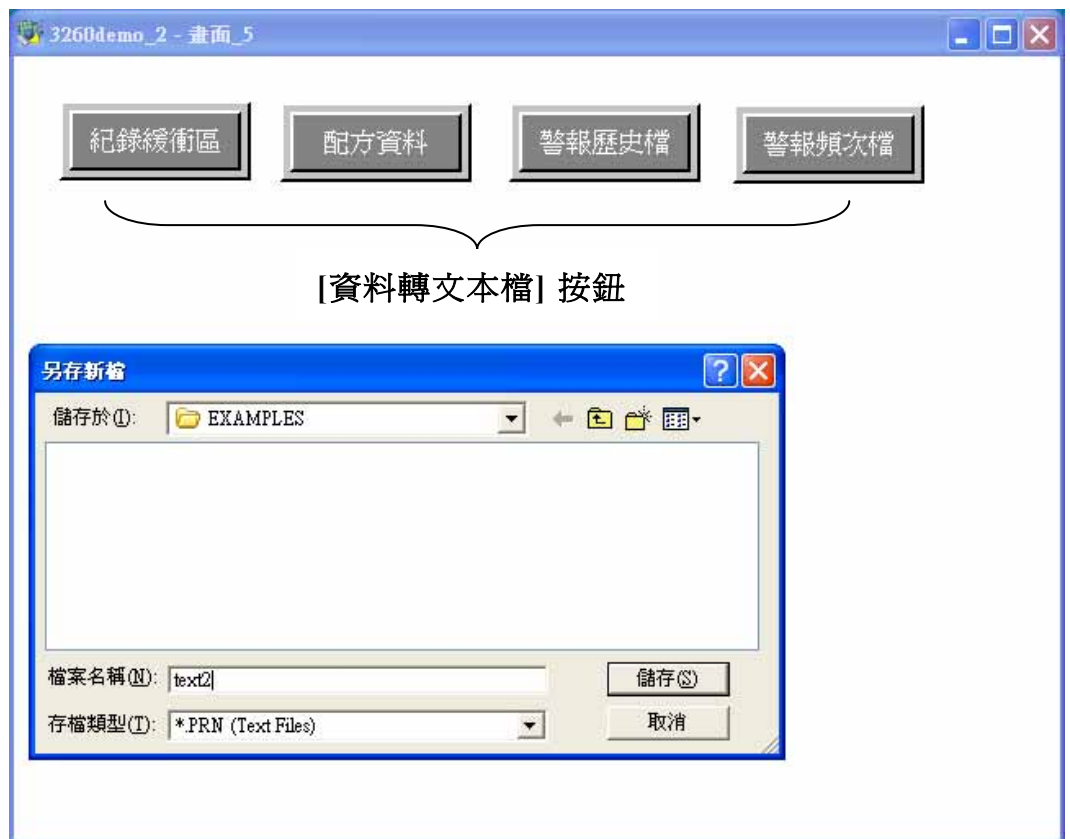 3260demo_2 - 畫面_5
紀錄緩衝區 配方資料 警報歷史檔 警報頻次檔
[資料轉文本檔] 按鈕
另存新檔
儲存於(I): EXAMPLES
檔案名稱(N): text2
儲存(S)
存檔類型(T): *.PRN (Text Files)
取消